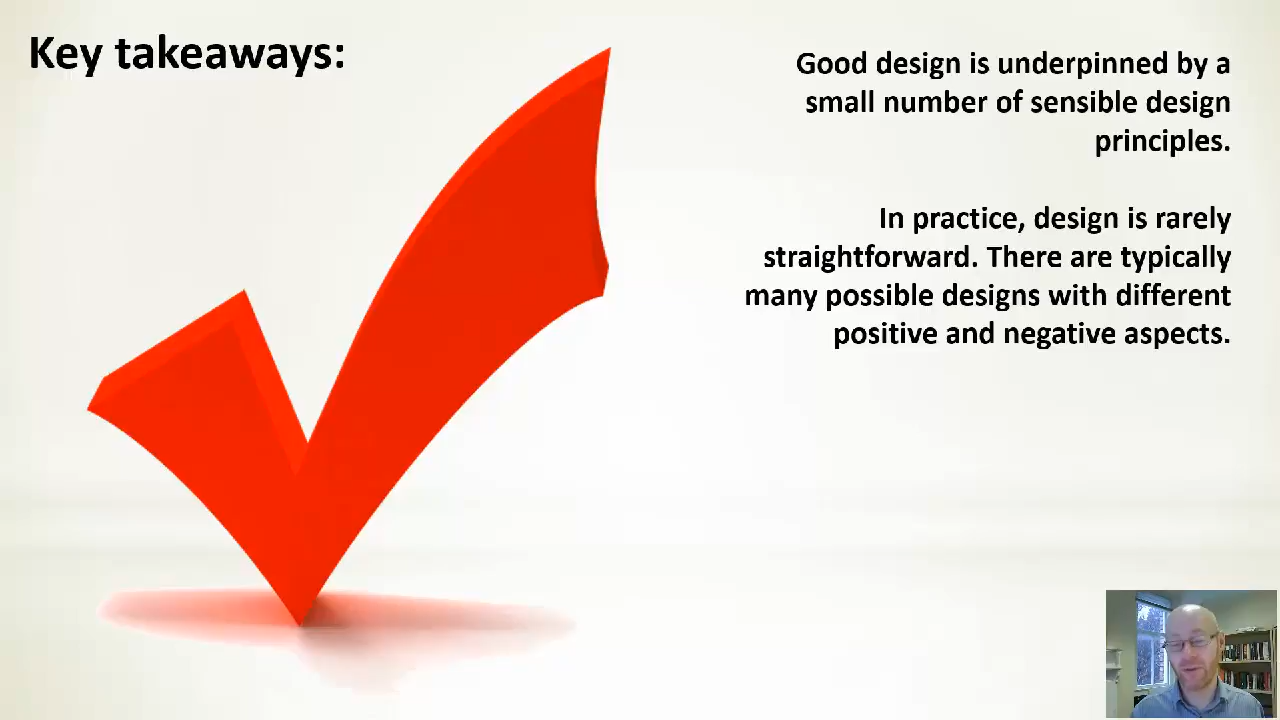 Key takeaways:
Good design is underpinned by a
small number of sensible design
principles.
In practice, design is rarely
straightforward. There are typically
many possible designs with different
positive and negative aspects.